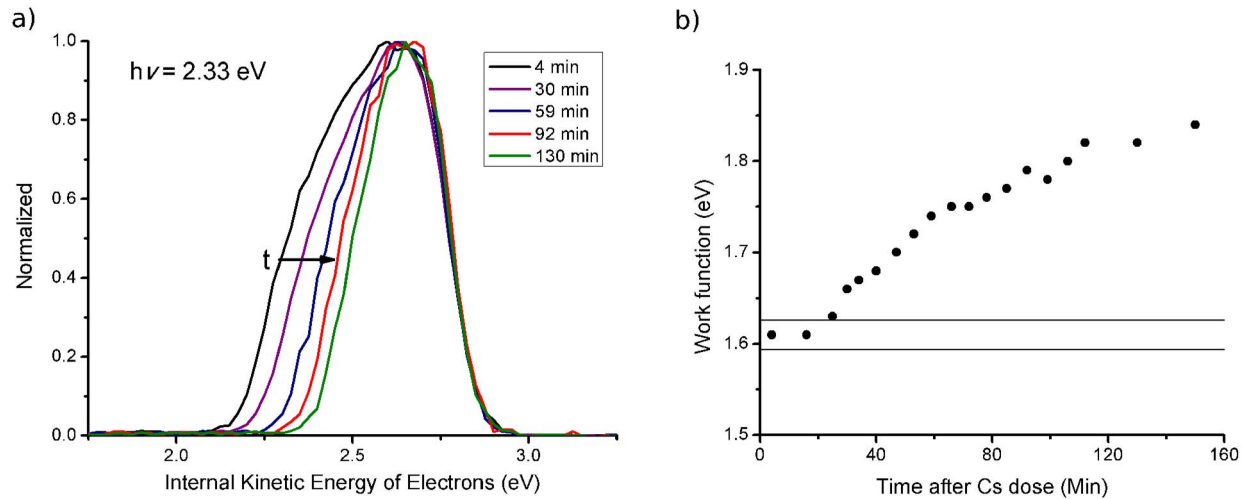 a)
hν = 2.33 eV
4 min
30 min
59 min
92 min
130 min
t
1.0
0.8
0.6
0.4
0.2
0.0
Normalized
2.0 2.5 3.0
Internal Kinetic Energy of Electrons (eV)
b)
1.9
1.8
1.7
1.6
1.5
Work function (eV)
0 40 80 120 160
Time after Cs dose (Min)